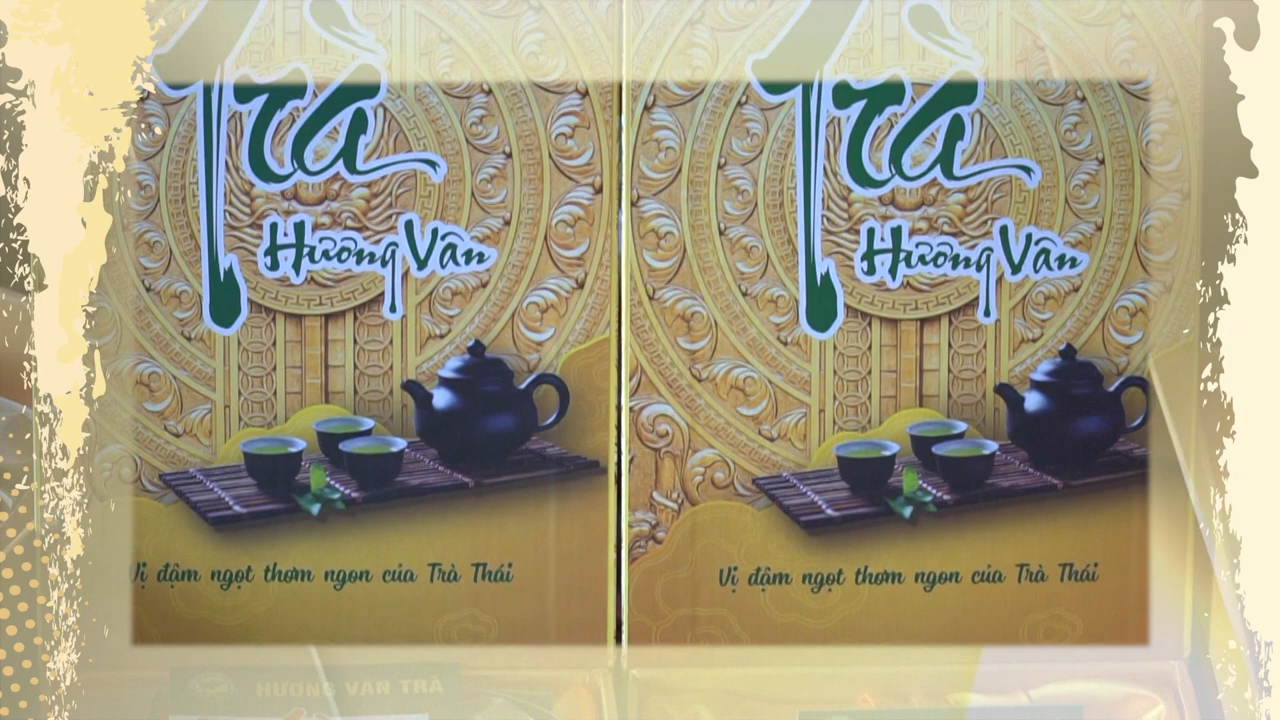 Trà
Hương Vân
Vị đậm ngọt thơm ngon của Trà Thái
Trà
Hương Vân
Vị đậm ngọt thơm ngon của Trà Thái
HƯƠNG VÂN TRÀ